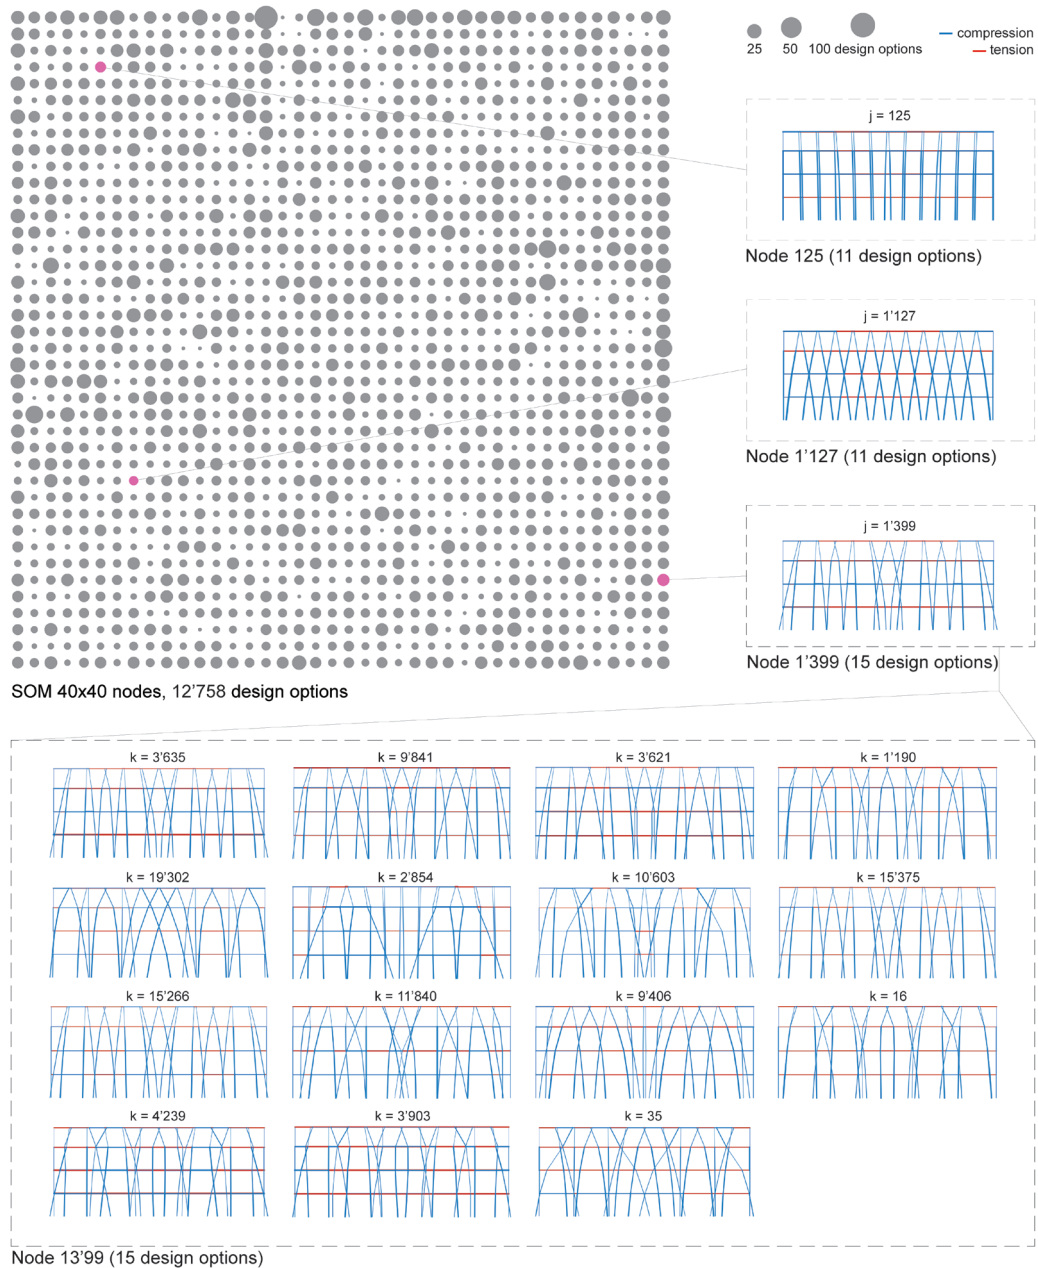 compression
tension
25 50 100 design options
j = 125
Node 125 (11 design options)
j = 1'127
Node 1'127 (11 design options)
j = 1'399
Node 1'399 (15 design options)
SOM 40x40 nodes, 12'758 design options
k = 3'635 k = 9'841 k = 3'621 k = 1'190
k = 19'302 k = 2'854 k = 10'603 k = 15'375
k = 15'266 k = 11'840 k = 9'406 k = 16
k = 4'239 k = 3'903 k = 35
Node 13'99 (15 design options)